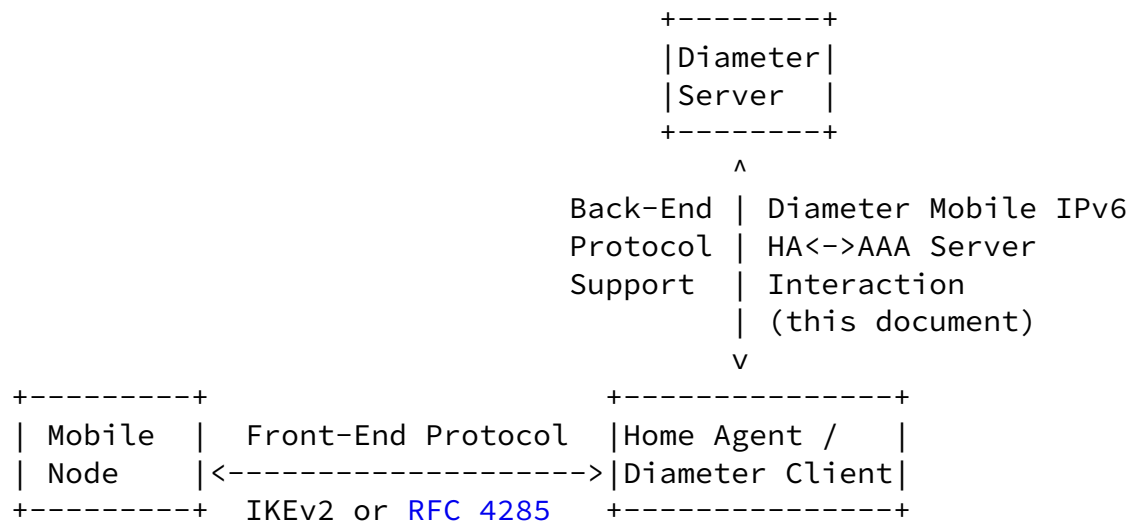 +--------+
|Diameter|
|Server  |
+--------+
^
Back-End | Diameter Mobile IPv6
Protocol | HA<->AAA Server
Support  | Interaction
| (this document)
v
+---------+                      +---------------+
| Mobile  |  Front-End Protocol  |Home Agent /   |
| Node    |<-------------------->|Diameter Client|
+---------+  IKEv2 or RFC 4285   +---------------+